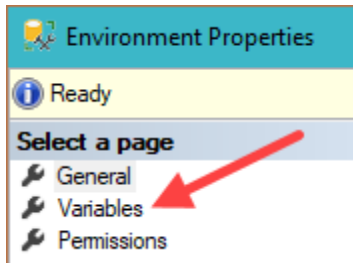 Environment Properties
Ready
Select a page
General
Variables
Permissions